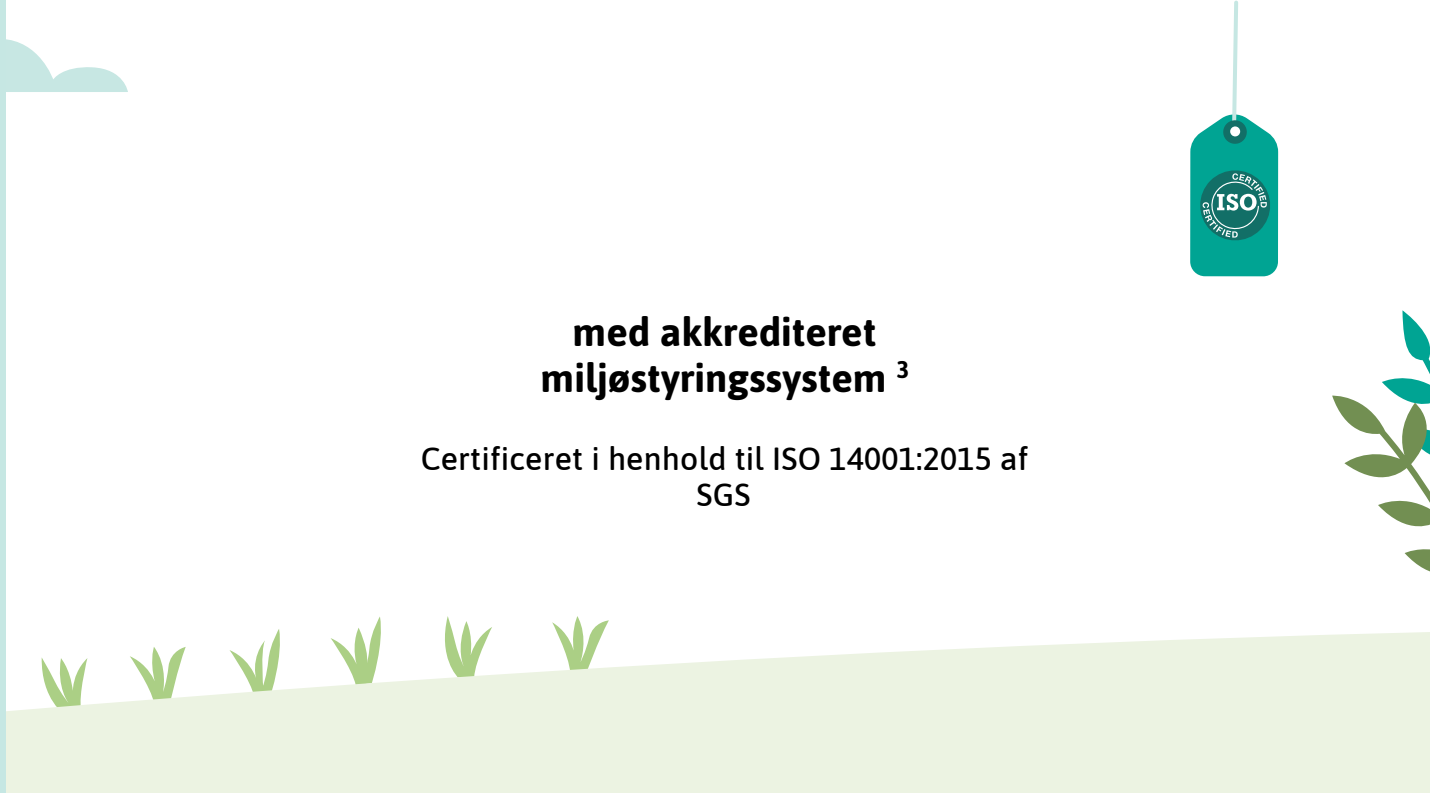 CERTIFIED
ISO
CERTIFIED
med akkrediteret
miljøstyringssystem ³
Certificeret i henhold til ISO 14001:2015 af
SGS